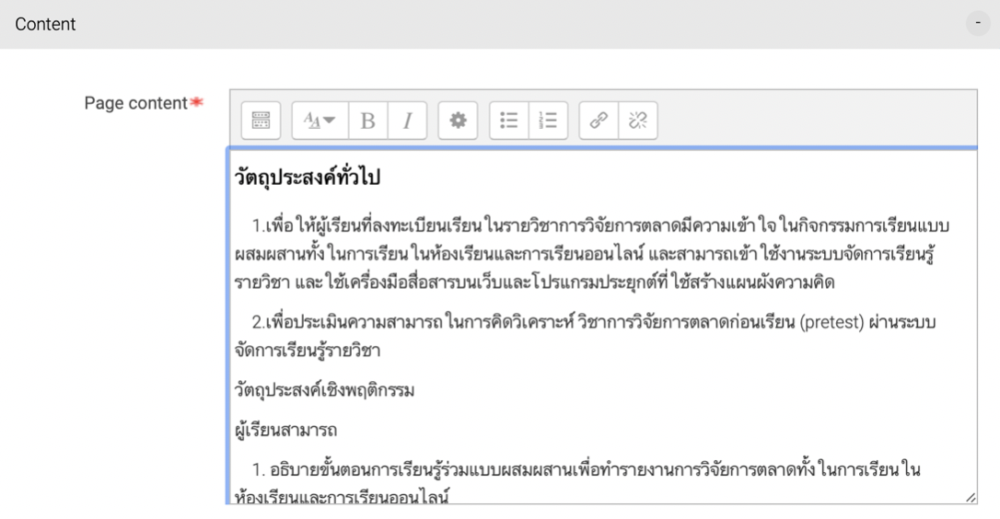 Content
-
Page content*
วัตถุประสงค์ทั่วไป
1.เพื่อให้ผู้เรียนที่ลงทะเบียนเรียนในรายวิชาการวิจัยการตลาดมีความเข้าใจในกิจกรรมการเรียนแบบ
ผสมผสานทั้งในการเรียนในห้องเรียนและการเรียนออนไลน์ และสามารถเข้าใช้งานระบบจัดการเรียนรู้
รายวิชา และใช้เครื่องมือสื่อสารบนเว็บและโปรแกรมประยุกต์ที่ใช้สร้างแผนผังความคิด
2.เพื่อประเมินความสามารถในการคิดวิเคราะห์ วิชาการวิจัยการตลาดก่อนเรียน (pretest) ผ่านระบบ
จัดการเรียนรู้รายวิชา
วัตถุประสงค์เชิงพฤติกรรม
ผู้เรียนสามารถ
1. อธิบายขั้นตอนการเรียนรู้ร่วมแบบผสมผสานเพื่อทำรายงานการวิจัยการตลาดทั้งในการเรียนใน
ห้องเรียนและการเรียนออนไลน์